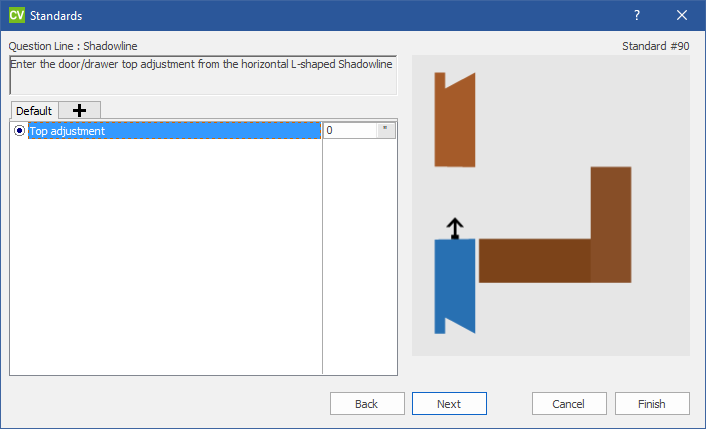 CV Standards ?
Question Line : Shadowline Standard #90
Enter the door/drawer top adjustment from the horizontal L-shaped Shadowline
Default
Top adjustment 0 "
Back Next Cancel Finish